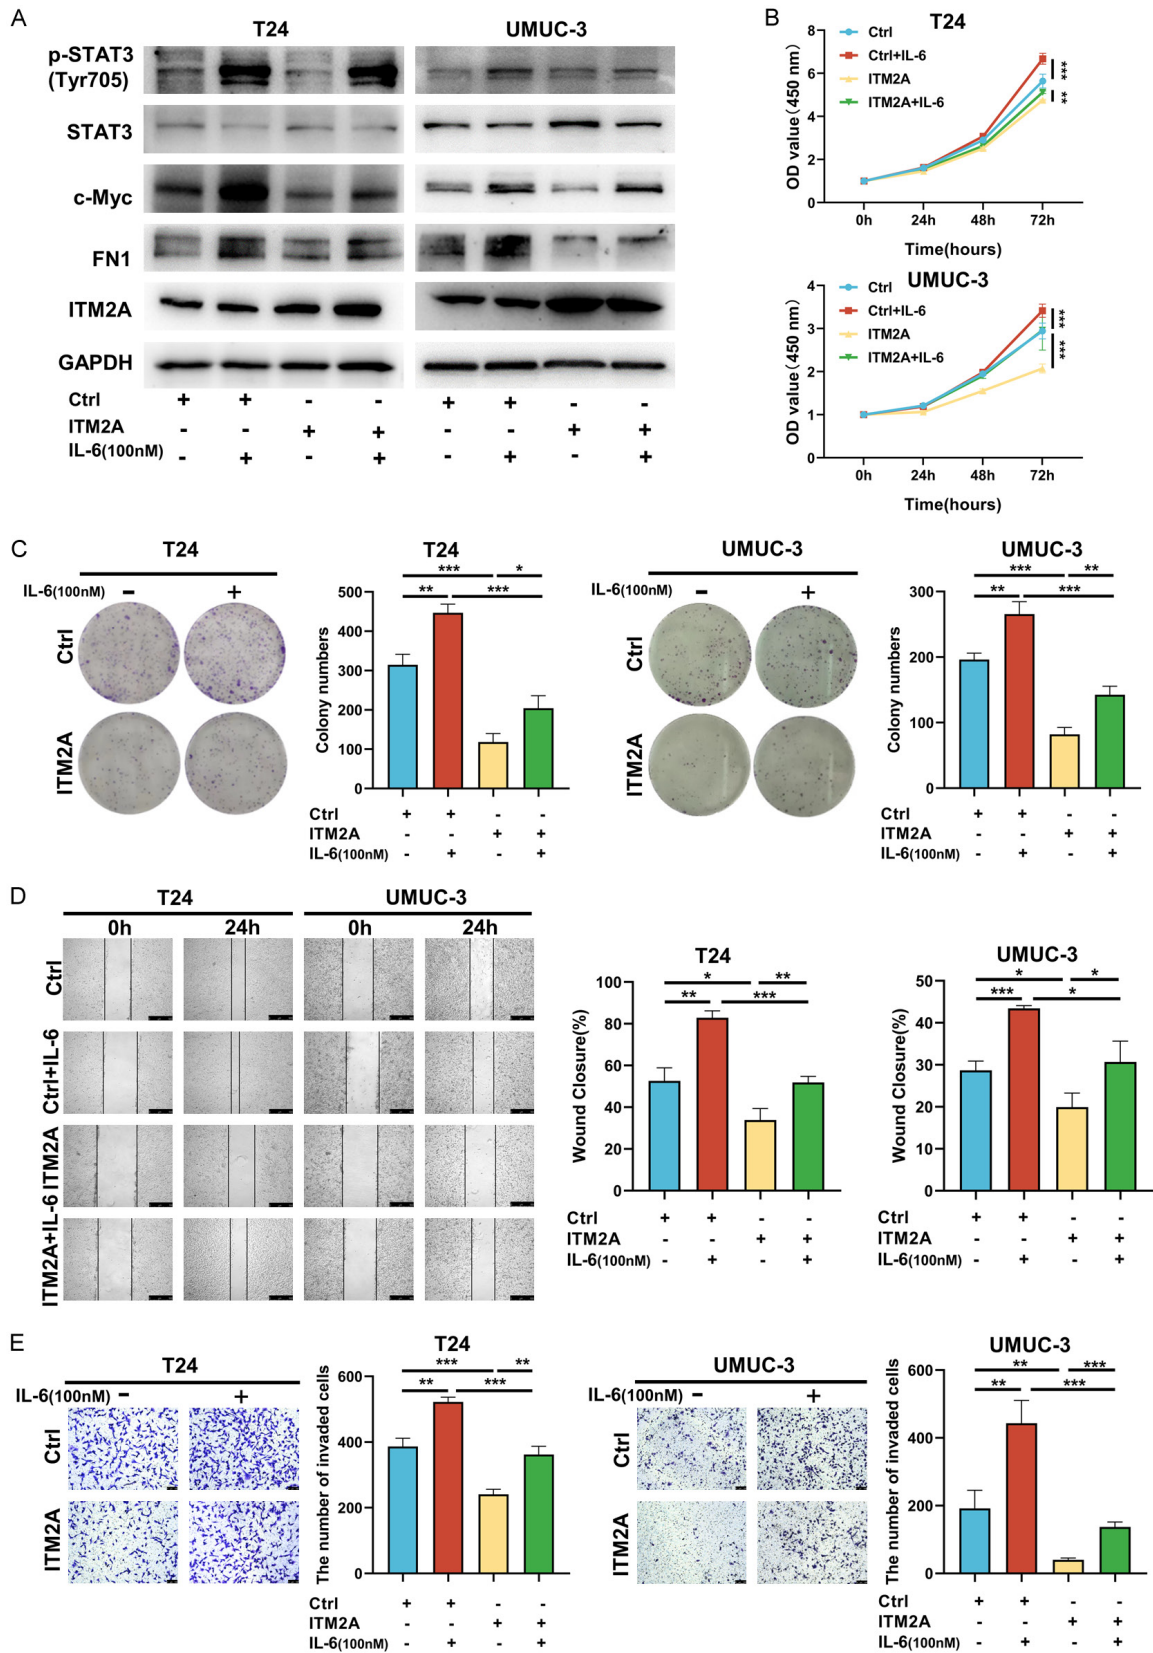 A
T24
UMUC-3
p-STAT3
(Tyr705)
STAT3
c-Myc
FN1
ITM2A
GAPDH
Ctrl + + - - + + - -
ITM2A - - + + - - + +
IL-6(100nM) - + - + - + - +
B
T24
Ctrl
Ctrl+IL-6
ITM2A
ITM2A+IL-6
OD value(450 nm)
8
6
4
2
0
***
**
0h 24h 48h 72h
Time(hours)
UMUC-3
Ctrl
Ctrl+IL-6
ITM2A
ITM2A+IL-6
OD value(450 nm)
4
3
2
1
0
***
***
0h 24h 48h 72h
Time(hours)
C
T24
IL-6(100nM) - +
Ctrl
ITM2A
T24
*** *
** ***
Colony numbers
500
400
300
200
100
0
Ctrl + + - -
ITM2A - - + +
IL-6(100nM) - + - +
UMUC-3
IL-6(100nM) - +
Ctrl
ITM2A
UMUC-3
*** **
** ***
Colony numbers
300
200
100
0
Ctrl + + - -
ITM2A - - + +
IL-6(100nM) - + - +
D
T24 UMUC-3
0h 24h 0h 24h
Ctrl
Ctrl+IL-6
ITM2A
ITM2A+IL-6
T24
* **
** ***
Wound Closure(%)
100
80
60
40
20
0
Ctrl + + - -
ITM2A - - + +
IL-6(100nM) - + - +
UMUC-3
* *
*** *
Wound Closure(%)
50
40
30
20
10
0
Ctrl + + - -
ITM2A - - + +
IL-6(100nM) - + - +
E
T24
IL-6(100nM) - +
Ctrl
ITM2A
T24
*** **
** ***
The number of invaded cells
600
400
200
0
Ctrl + + - -
ITM2A - - + +
IL-6(100nM) - + - +
UMUC-3
IL-6(100nM) - +
Ctrl
ITM2A
UMUC-3
** ***
** ***
The number of invaded cells
600
400
200
0
Ctrl + + - -
ITM2A - - + +
IL-6(100nM) - + - +